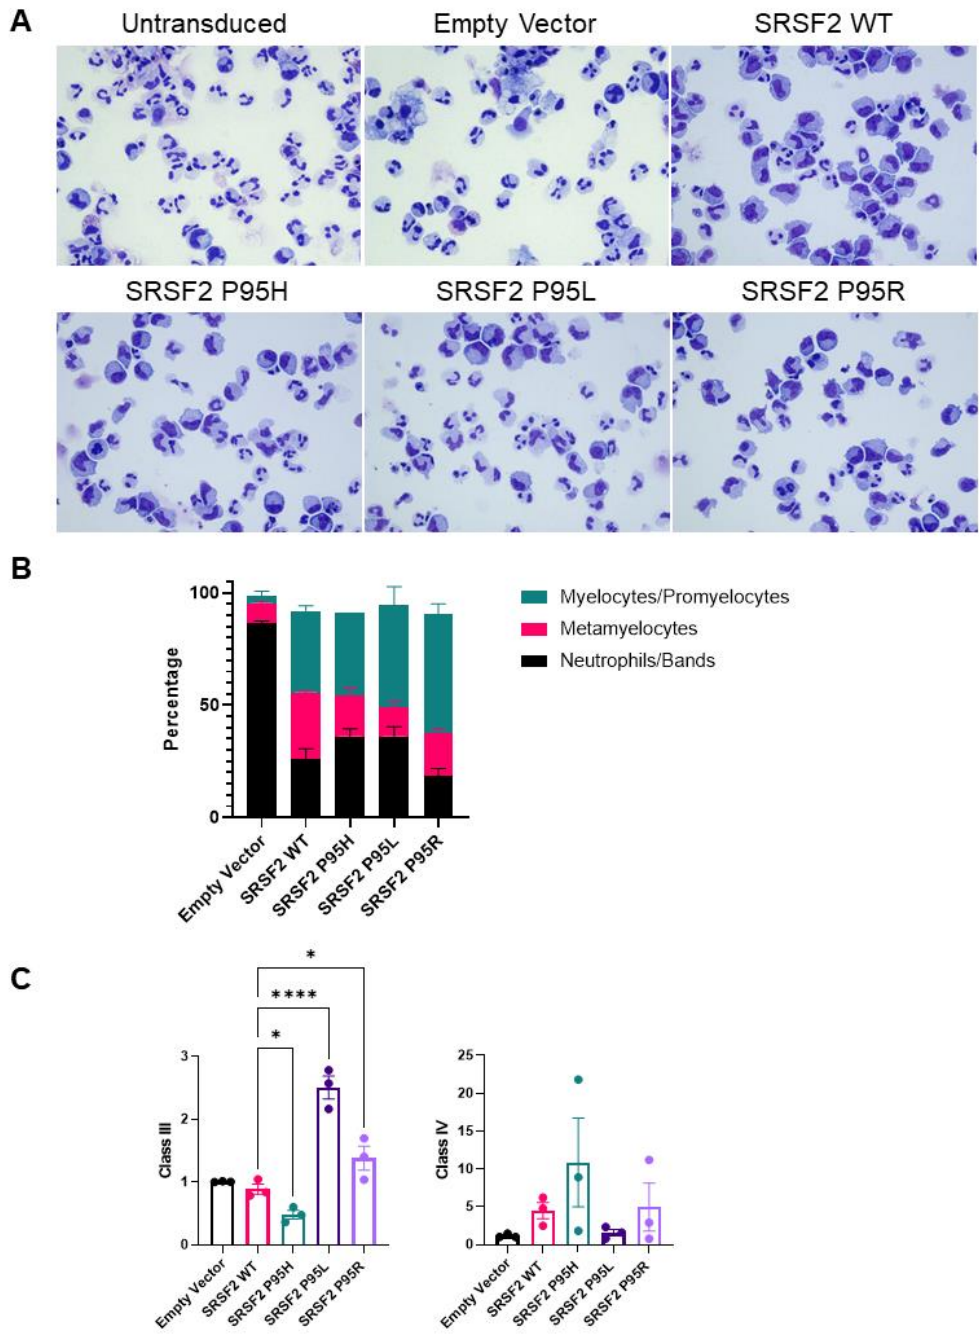 A
Untransduced
Empty Vector
SRSF2 WT
SRSF2 P95H
SRSF2 P95L
SRSF2 P95R
B
100
50
0
Percentage
Myelocytes/Promyelocytes
Metamyelocytes
Neutrophils/Bands
Empty Vector
SRSF2 WT
SRSF2 P95H
SRSF2 P95L
SRSF2 P95R
C
*
****
*
3
2
1
0
Class III
Empty Vector
SRSF2 WT
SRSF2 P95H
SRSF2 P95L
SRSF2 P95R
25
20
15
10
5
0
Class IV
Empty Vector
SRSF2 WT
SRSF2 P95H
SRSF2 P95L
SRSF2 P95R